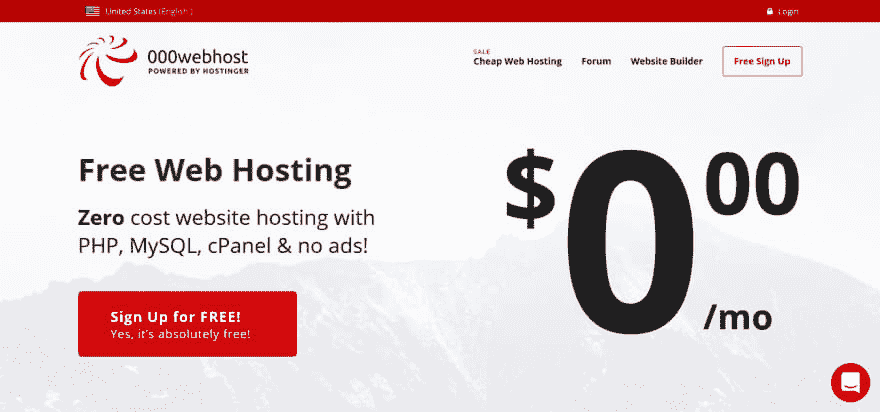 United States (English )
Login
000webhost
POWERED BY HOSTINGER
SALE
Cheap Web Hosting
Forum
Website Builder
Free Sign Up
Free Web Hosting
Zero cost website hosting with
PHP, MySQL, cPanel & no ads!
$0.00
/mo
Sign Up for FREE!
Yes, it's absolutely free!